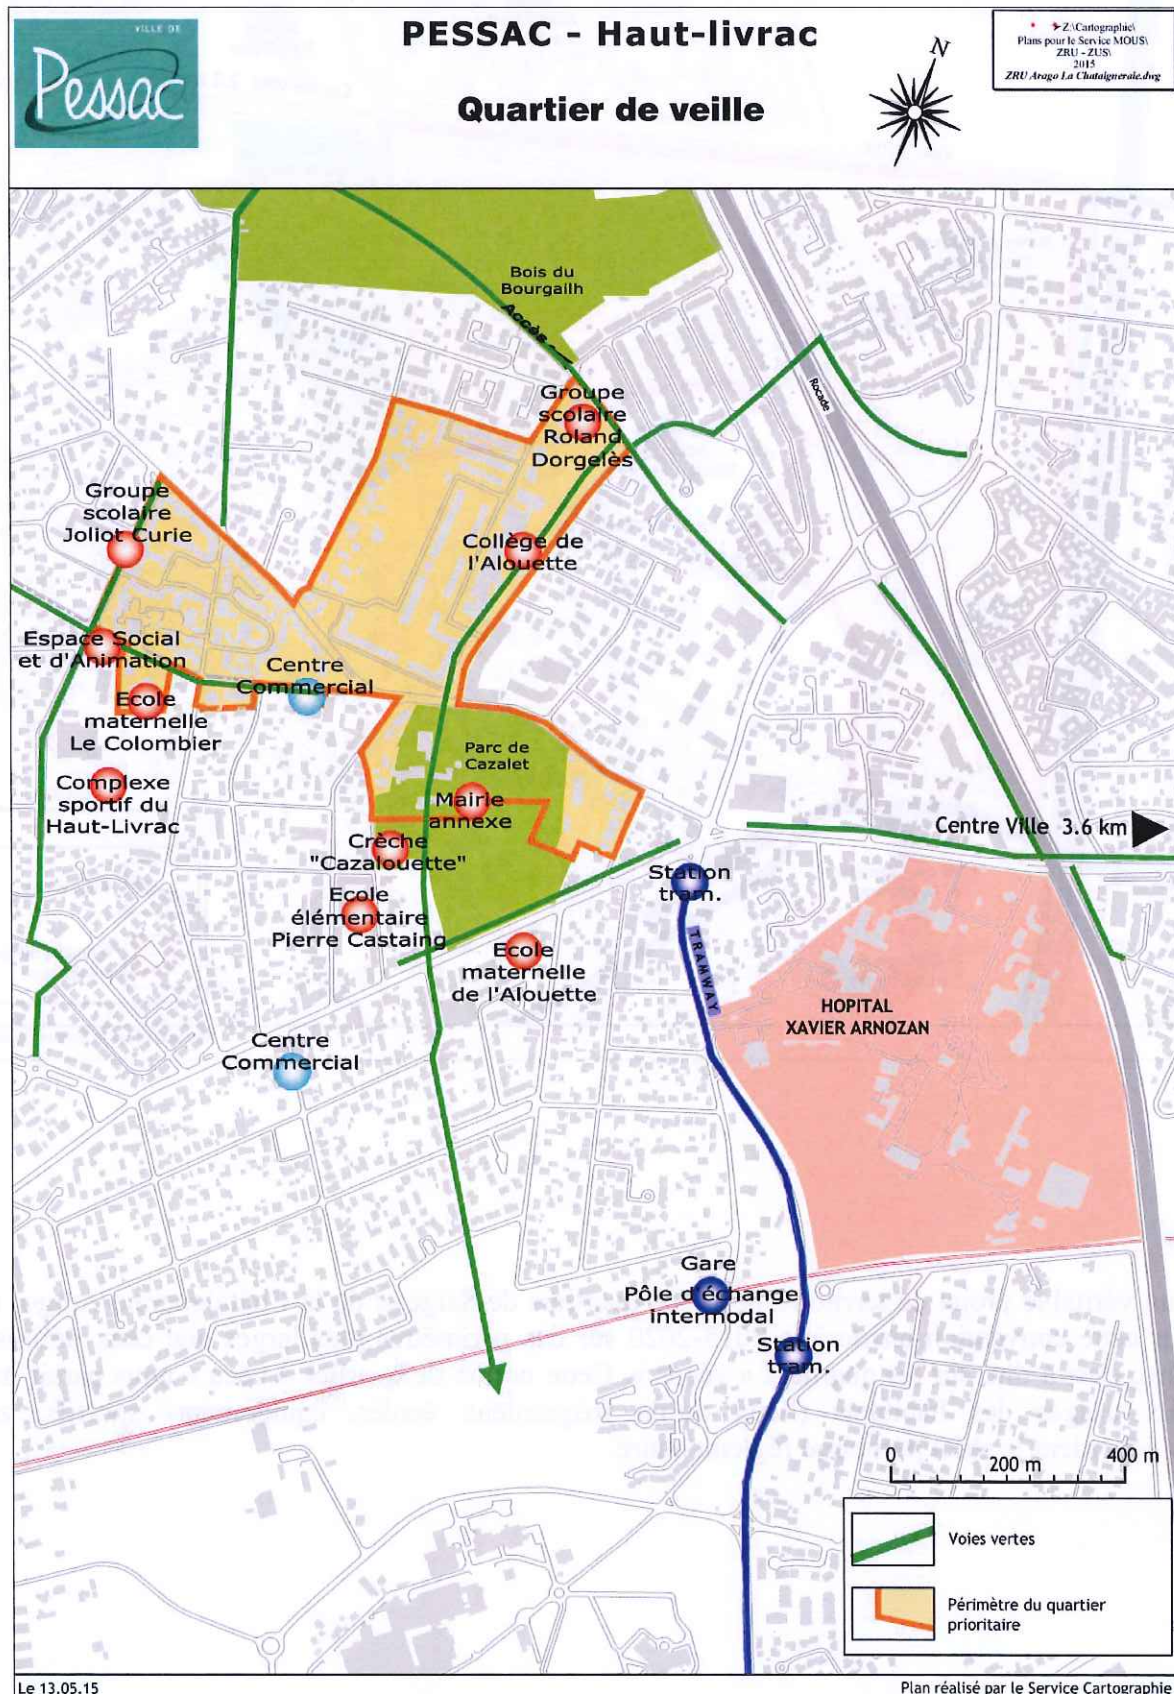 VILLE DE
Pessac
PESSAC - Haut-livrac
Quartier de veille
N
Z:\Cartographie\
Plans pour le Service MOUS\
ZRU - ZUS\
2015
ZRU Arago La Chataigneraie.dwg
Bois du
Bourgailh
Accès
Rocade
Groupe
scolaire
Roland
Dorgelès
Groupe
scolaire
Joliot Curie
Collège de
l'Alouette
Espace Social
et d'Animation
Centre
Commercial
Ecole
maternelle
Le Colombier
Parc de
Cazalet
Complexe
sportif du
Haut-Livrac
Mairie
annexe
Centre Ville 3.6 km
Crèche
"Cazalouette"
Station
tram.
Ecole
élémentaire
Pierre Castaing
Ecole
maternelle
de l'Alouette
TRAMWAY
HOPITAL
XAVIER ARNOZAN
Centre
Commercial
Gare
Pôle d'échange
intermodal
Station
tram.
0
200 m
400 m
Voies vertes
Périmètre du quartier
prioritaire
Le 13.05.15
Plan réalisé par le Service Cartographie